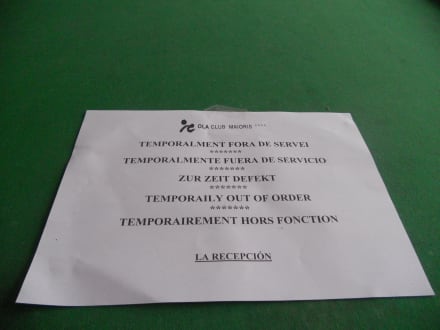 OLA CLUB MAIORIS ****
TEMPORALMENT FORA DE SERVEI
*******
TEMPORALMENTE FUERA DE SERVICIO
*******
ZUR ZEIT DEFEKT
*******
TEMPORAILY OUT OF ORDER
*******
TEMPORAIREMENT HORS FONCTION
LA RECEPCIÓN